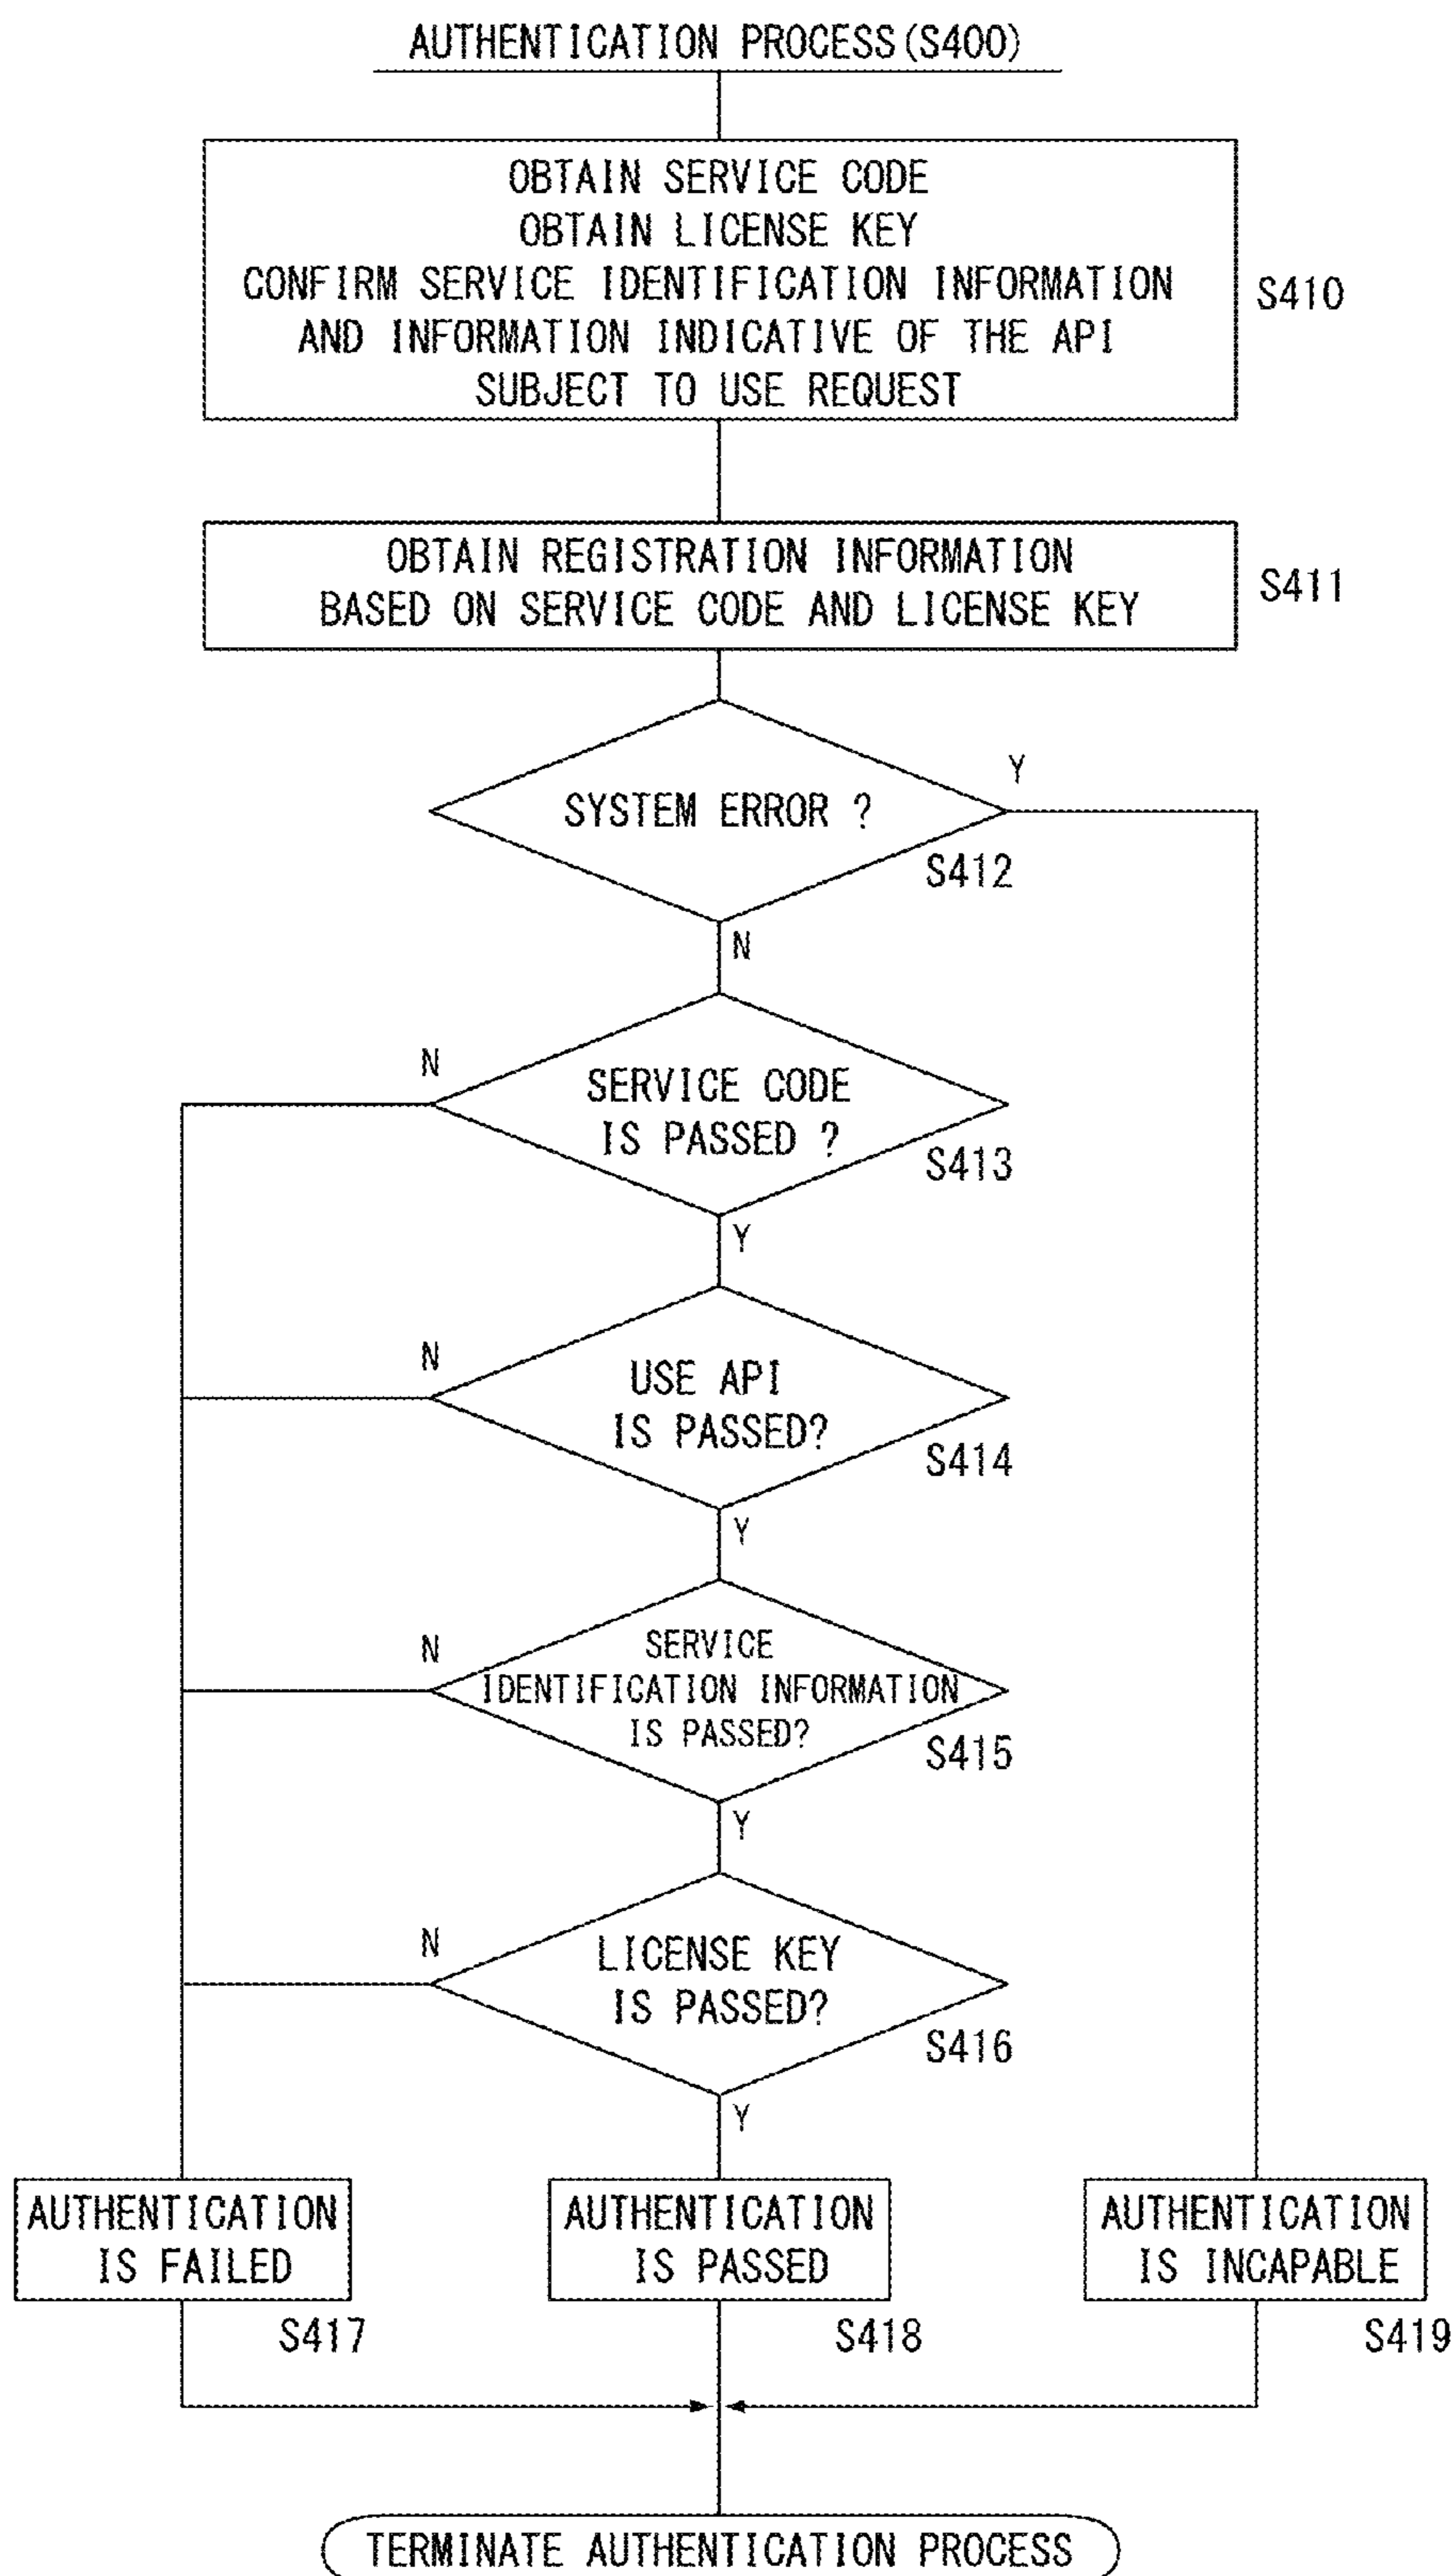 AUTHENTICATION PROCESS(S400)
OBTAIN SERVICE CODE
OBTAIN LICENSE KEY
CONFIRM SERVICE IDENTIFICATION INFORMATION
AND INFORMATION INDICATIVE OF THE API
SUBJECT TO USE REQUEST
S410
OBTAIN REGISTRATION INFORMATION
BASED ON SERVICE CODE AND LICENSE KEY
S411
Y
SYSTEM ERROR ?
S412
N
N
SERVICE CODE
IS PASSED ?
S413
Y
N
USE API
IS PASSED?
S414
Y
N
SERVICE
IDENTIFICATION INFORMATION
IS PASSED?
S415
Y
N
LICENSE KEY
IS PASSED?
S416
Y
AUTHENTICATION
IS FAILED
S417
AUTHENTICATION
IS PASSED
S418
AUTHENTICATION
IS INCAPABLE
S419
TERMINATE AUTHENTICATION PROCESS